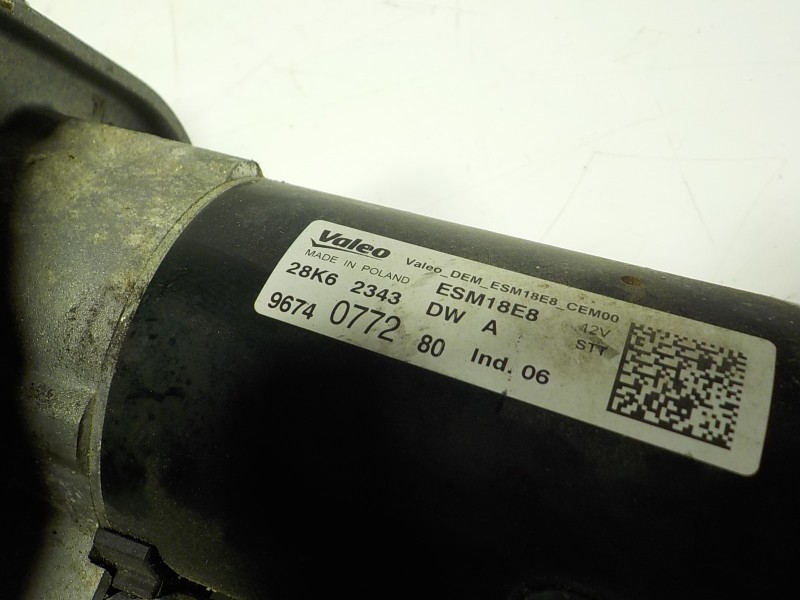 Valeo Valeo_DEM_ESM18E8_CEM00
MADE IN POLAND ESM18E8 12V
28K6 2343 DW A STT
9674 0772 80 Ind. 06